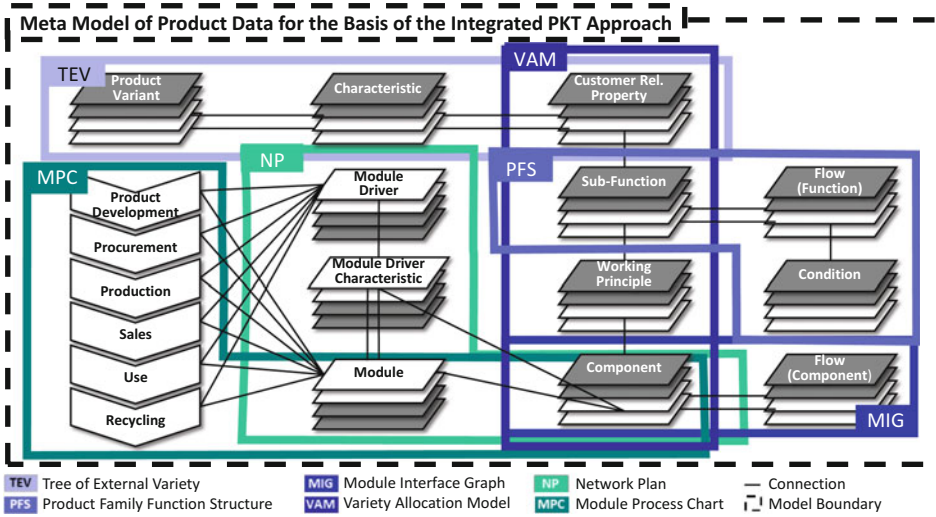 Meta Model of Product Data for the Basis of the Integrated PKT Approach
TEV
VAM
Product
Variant
Characteristic
Customer Rel.
Property
MPC
NP
PFS
Product
Development
Procurement
Production
Sales
Use
Recycling
Module
Driver
Module Driver
Characteristic
Module
Sub-Function
Flow
(Function)
Working
Principle
Condition
Component
Flow
(Component)
MIG
TEV Tree of External Variety
PFS Product Family Function Structure
MIG Module Interface Graph
VAM Variety Allocation Model
NP Network Plan
MPC Module Process Chart
Connection
Model Boundary